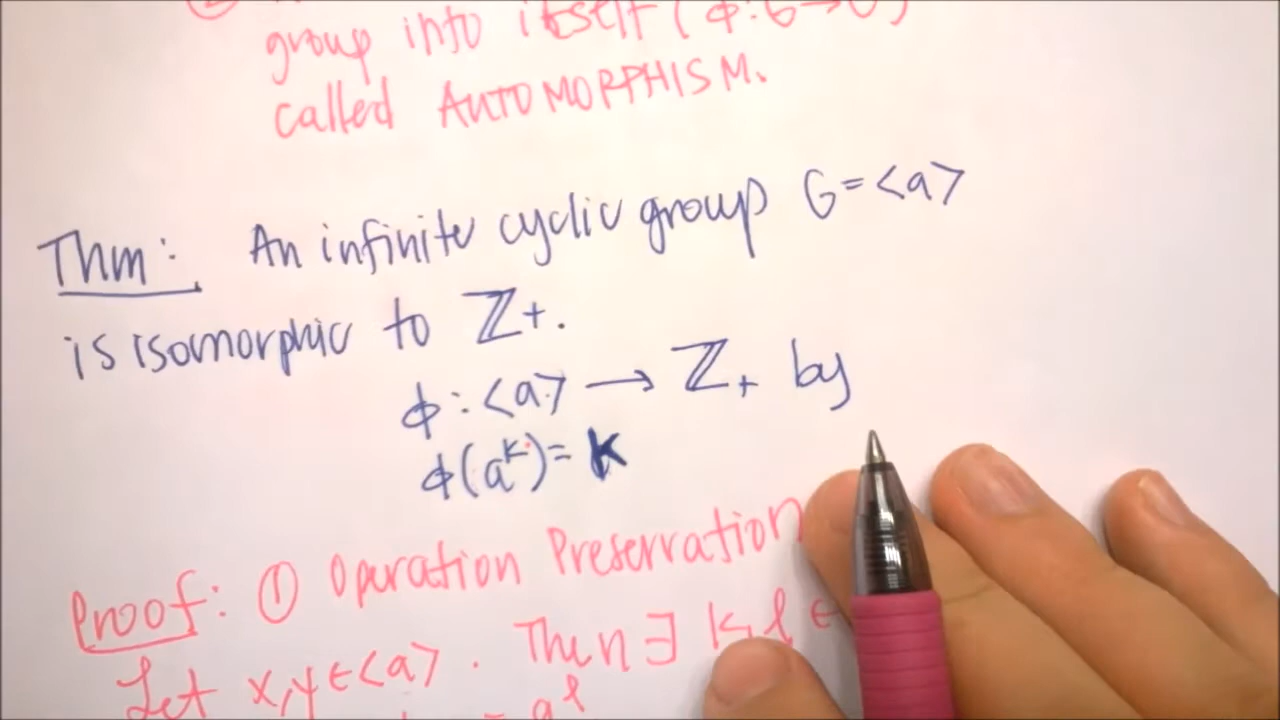 group into itself (ϕ:G→G)
called AUTOMORPHISM.
Thm: An infinite cyclic group G=<a>
is isomorphic to ℤ+.
ϕ:<a> → ℤ+ by
ϕ(a^k)= k
Proof: ① Operation Preservation
Let x,y ∈ <a>. Then ∃ k, l ∈
= a^l